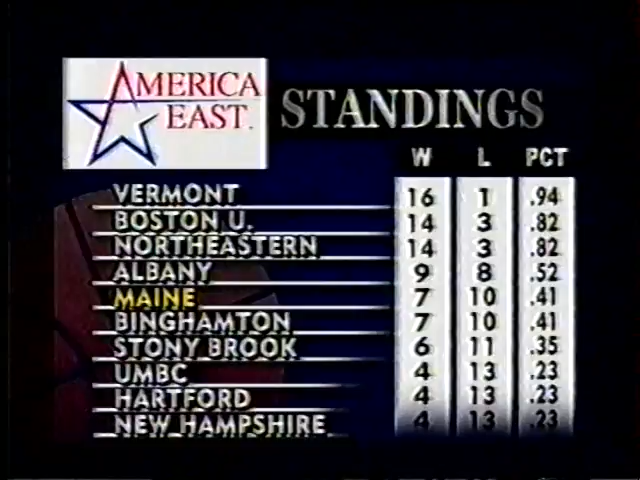 AMERICA EAST.
STANDINGS
W L PCT
VERMONT 16 1 .94
BOSTON U. 14 3 .82
NORTHEASTERN 14 3 .82
ALBANY 9 8 .52
MAINE 7 10 .41
BINGHAMTON 7 10 .41
STONY BROOK 6 11 .35
UMBC 4 13 .23
HARTFORD 4 13 .23
NEW HAMPSHIRE 4 13 .23